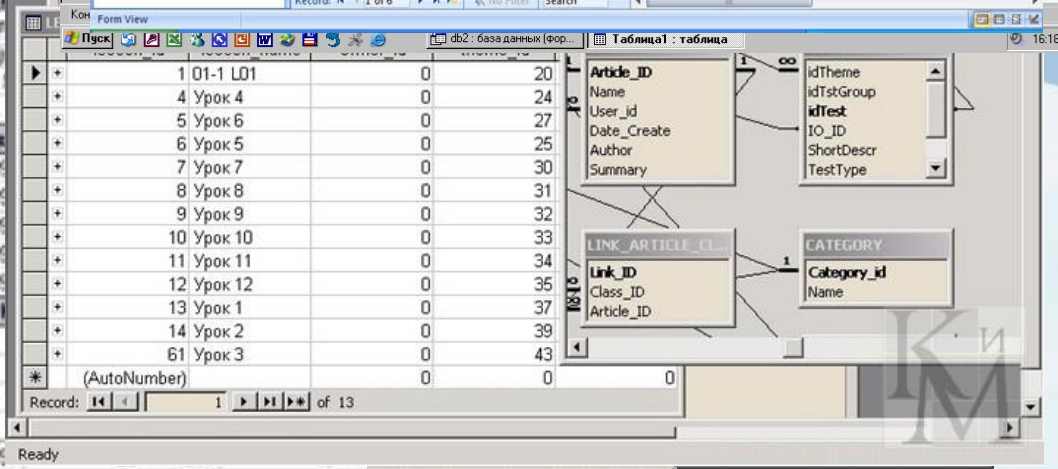 Record: 1 of 6 No Filter Search
Form View
Пуск db2 : база данных (фор... Таблица1 : таблица 16:18
1 01-1 L01 0 20
4 Урок 4 0 24
5 Урок 6 0 27
6 Урок 5 0 25
7 Урок 7 0 30
8 Урок 8 0 31
9 Урок 9 0 32
10 Урок 10 0 33
11 Урок 11 0 34
12 Урок 12 0 35
13 Урок 1 0 37
14 Урок 2 0 39
61 Урок 3 0 43
(AutoNumber) 0 0 0
Record: 1 of 13
Ready
1 ∞
Article_ID
Name
User_id
Date_Create
Author
Summary
idTheme
idTstGroup
idTest
IO_ID
ShortDescr
TestType
LINK_ARTICLE_CL...
Link_ID
Class_ID
Article_ID
1
CATEGORY
Category_id
Name
КиМ